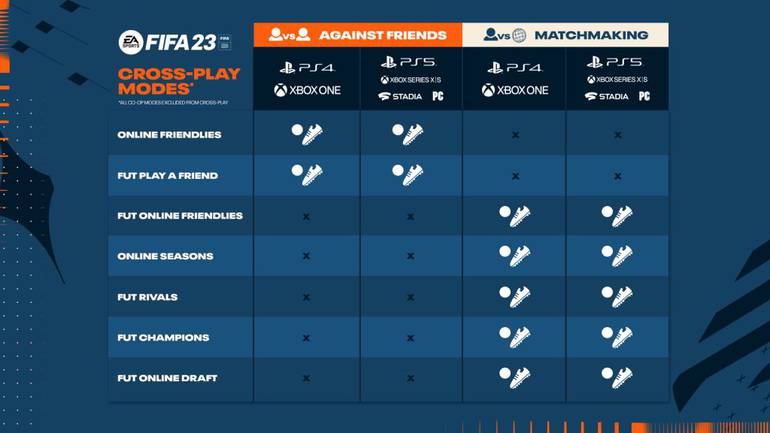 EA SPORTS FIFA 23 FIFA
CROSS-PLAY
MODES*
*ALL CO-OP MODES EXCLUDED FROM CROSS-PLAY
VS AGAINST FRIENDS
VS MATCHMAKING
PS4
XBOX ONE
PS5
XBOX SERIES X|S
STADIA PC
PS4
XBOX ONE
PS5
XBOX SERIES X|S
STADIA PC
ONLINE FRIENDLIES X X
FUT PLAY A FRIEND X X
FUT ONLINE FRIENDLIES X X
ONLINE SEASONS X X
FUT RIVALS X X
FUT CHAMPIONS X X
FUT ONLINE DRAFT X X